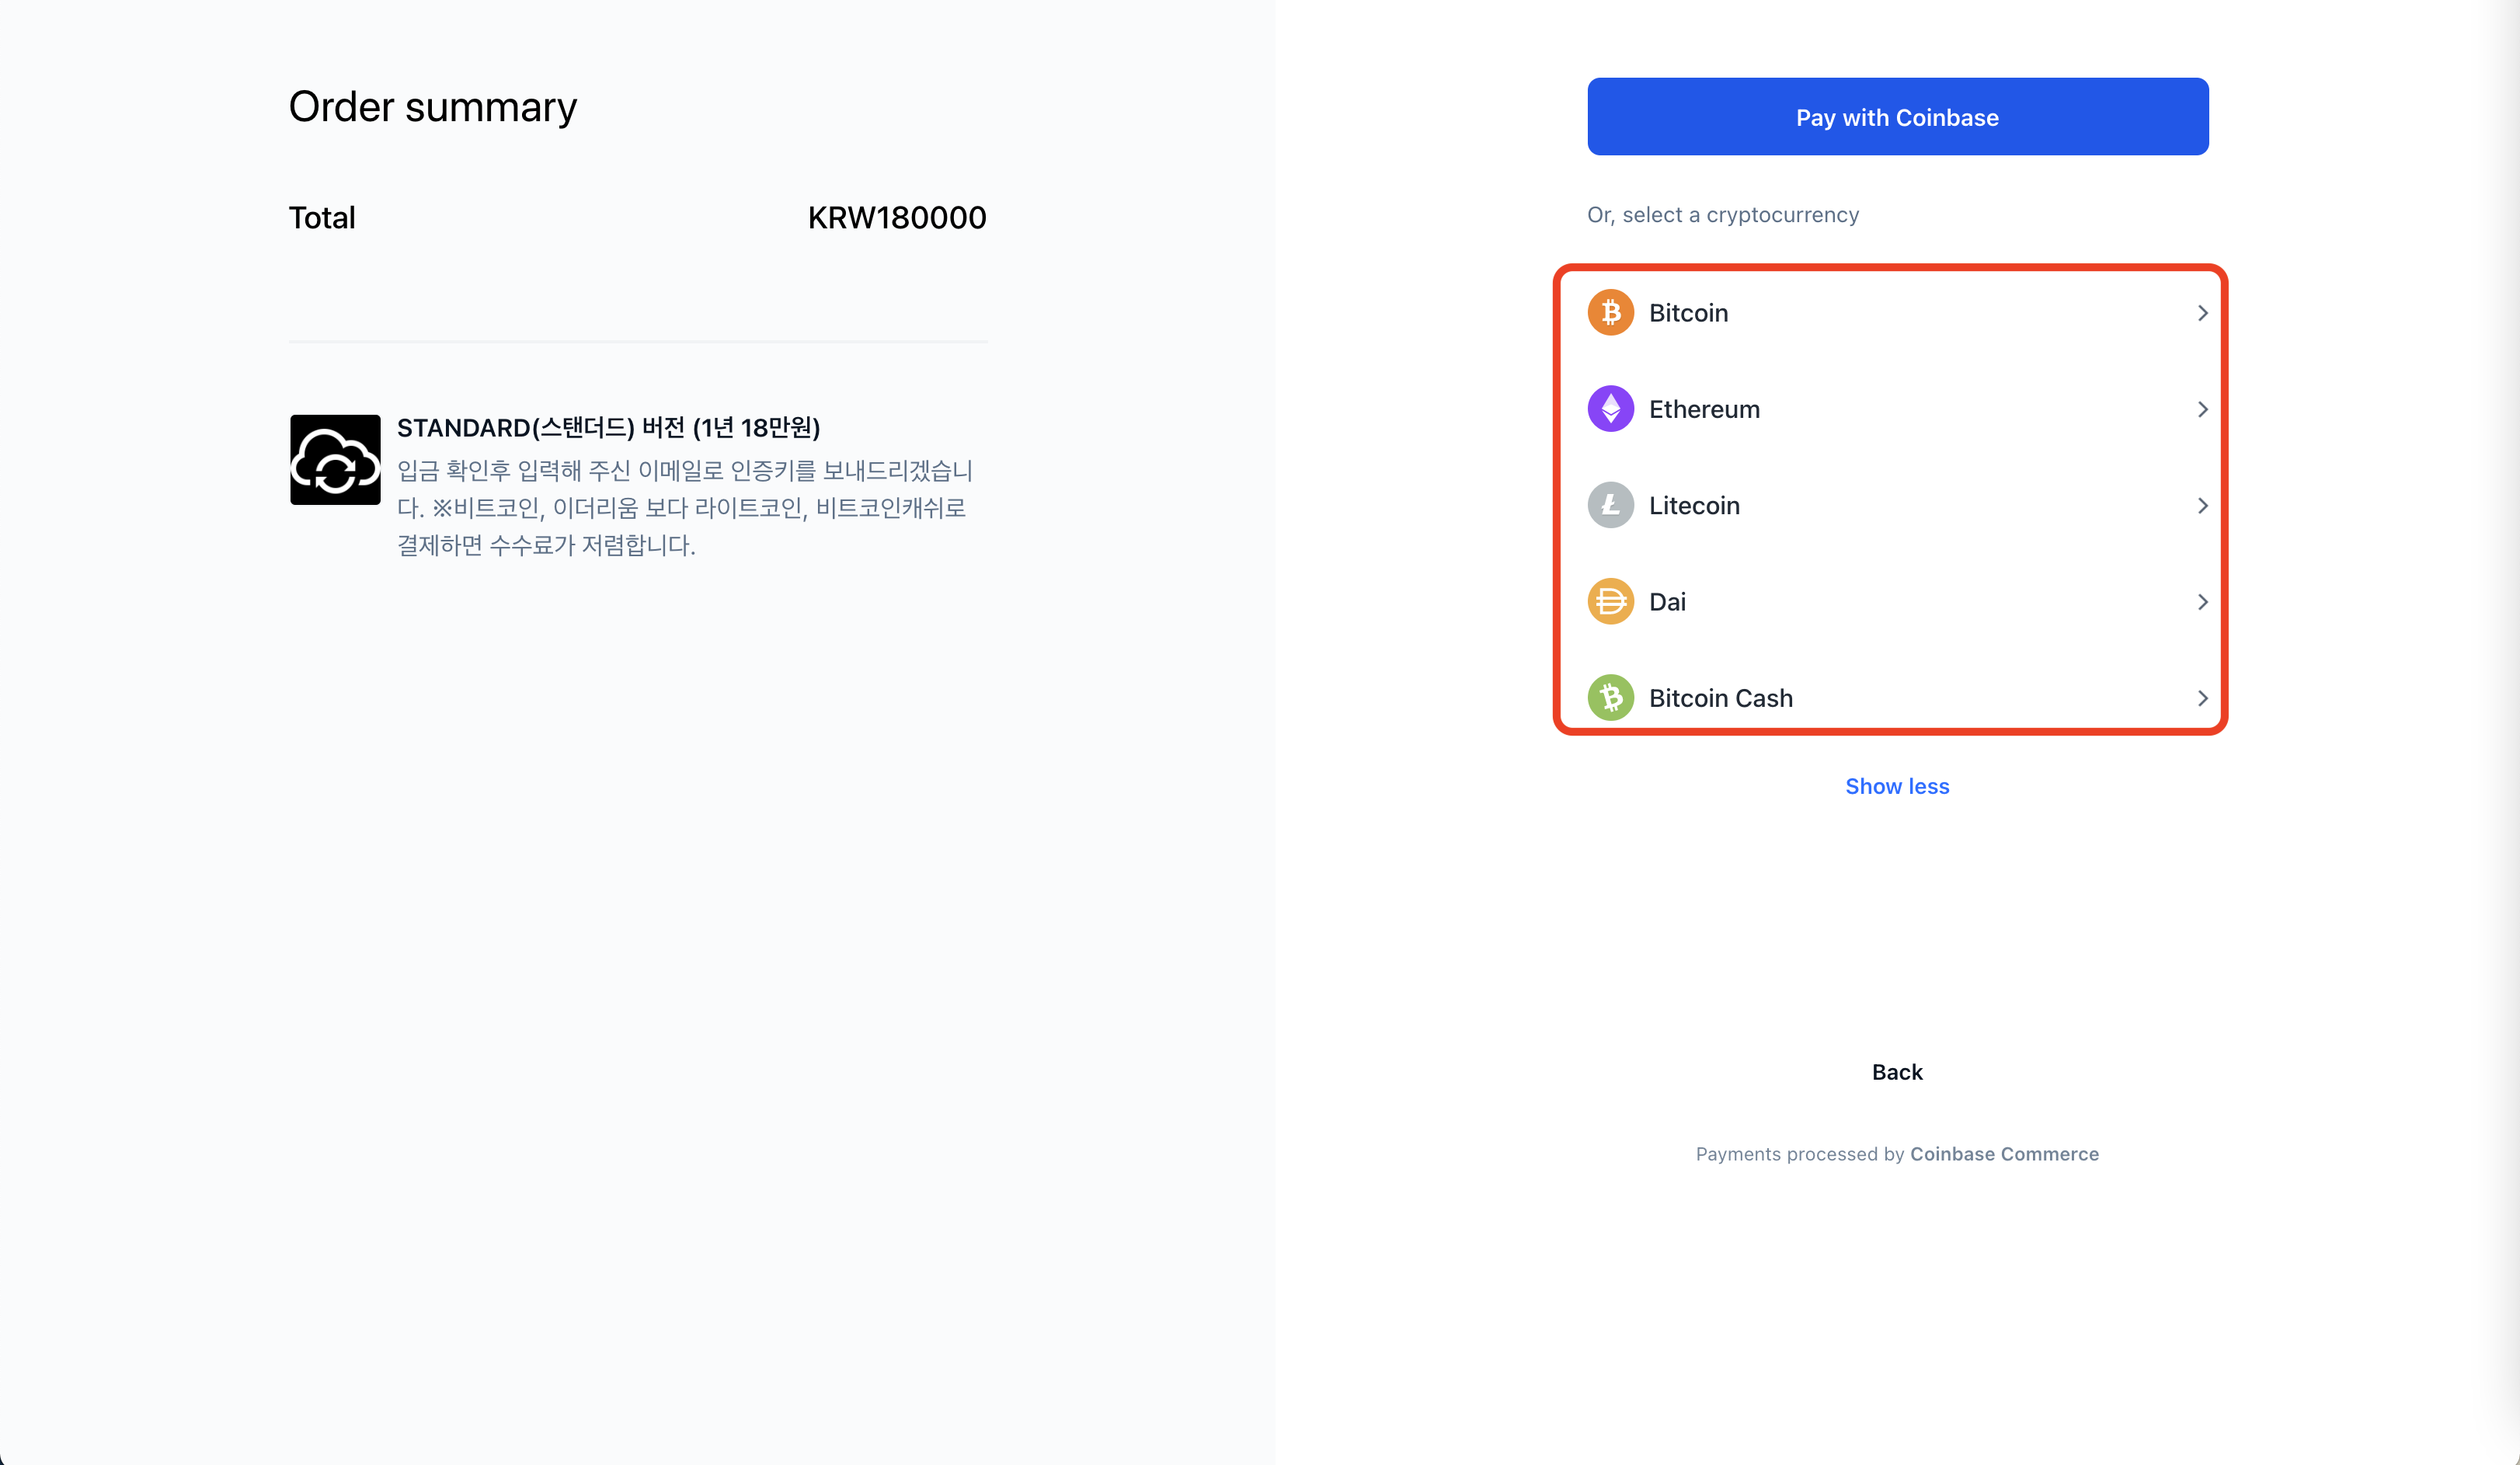 Order summary
Total
KRW180000
STANDARD(스탠더드) 버전 (1년 18만원)
입금 확인후 입력해 주신 이메일로 인증키를 보내드리겠습니
다. ※비트코인, 이더리움 보다 라이트코인, 비트코인캐쉬로
결제하면 수수료가 저렴합니다.
Pay with Coinbase
Or, select a cryptocurrency
Bitcoin
Ethereum
Litecoin
Dai
Bitcoin Cash
Show less
Back
Payments processed by Coinbase Commerce